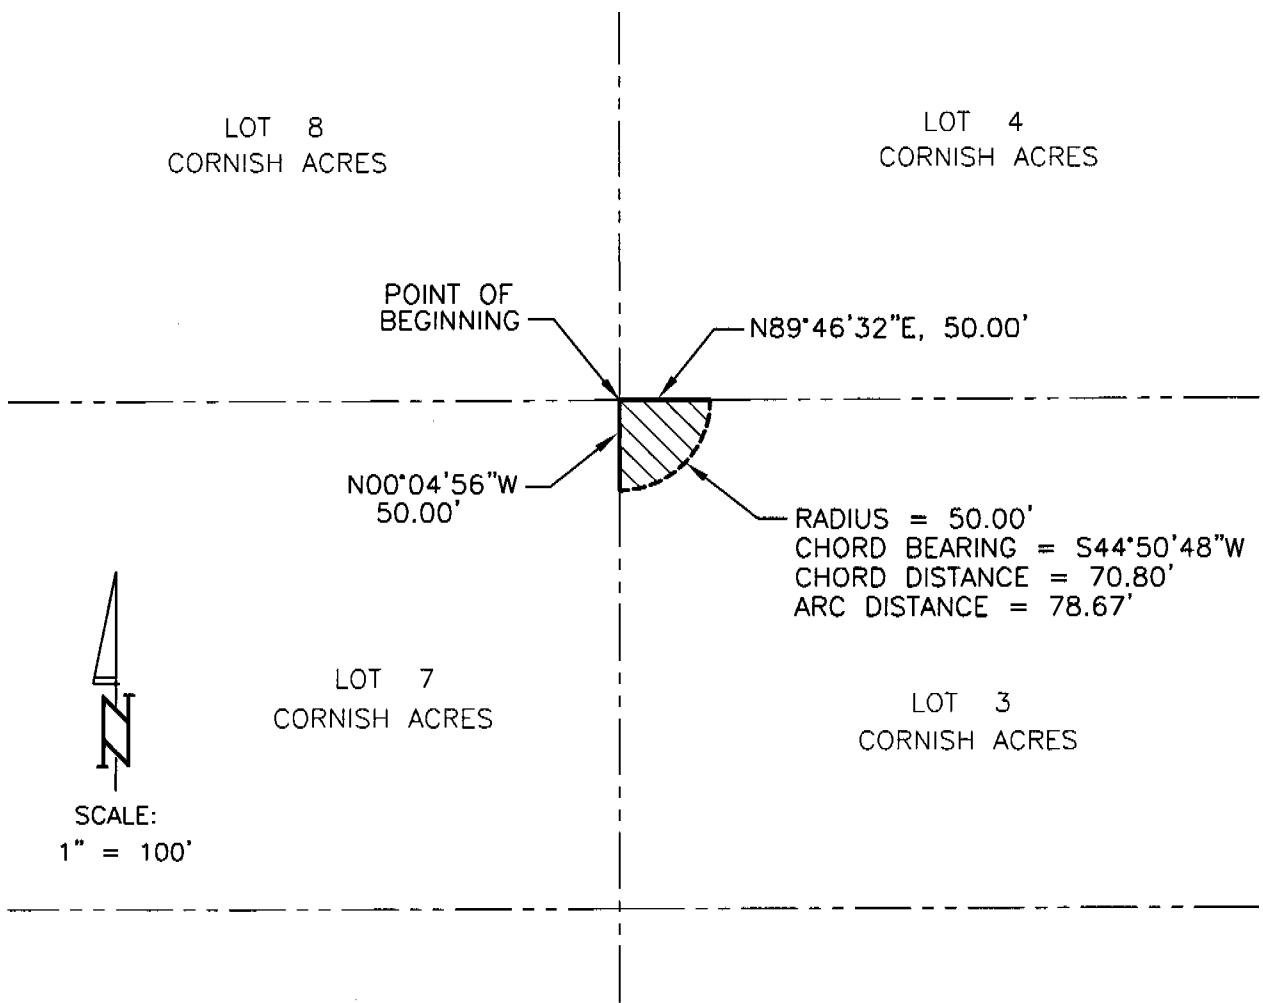 LOT 8
CORNISH ACRES
LOT 4
CORNISH ACRES
POINT OF
BEGINNING
N89°46'32"E, 50.00'
N00°04'56"W
50.00'
RADIUS = 50.00'
CHORD BEARING = S44°50'48"W
CHORD DISTANCE = 70.80'
ARC DISTANCE = 78.67'
LOT 7
CORNISH ACRES
LOT 3
CORNISH ACRES
N
SCALE:
1" = 100'